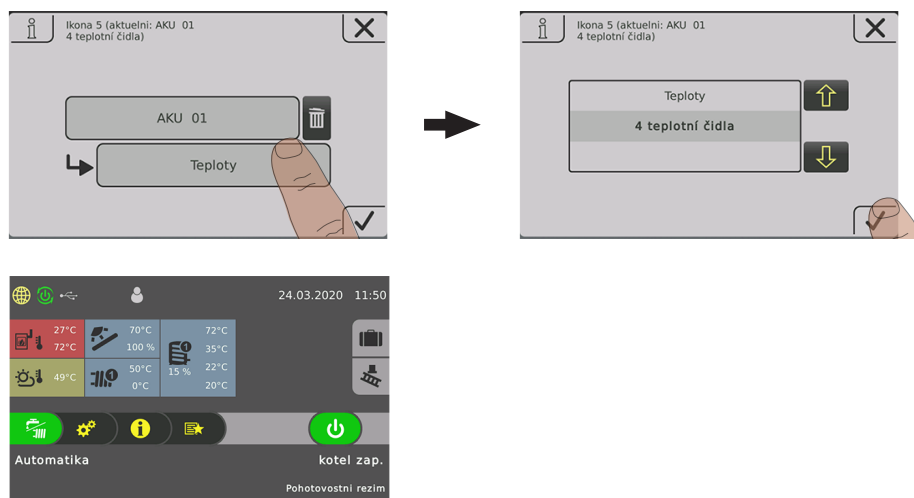 Ikona 5 (aktuelni: AKU 01
4 teplotní čidla)
AKU 01
Teploty
Ikona 5 (aktuelni: AKU 01
4 teplotní čidla)
Teploty
4 teplotní čidla
24.03.2020 11:50
27°C
72°C
70°C
100 %
72°C
35°C
49°C
1
50°C
0°C
1
15 %
22°C
20°C
Automatika
kotel zap.
Pohotovostni rezim